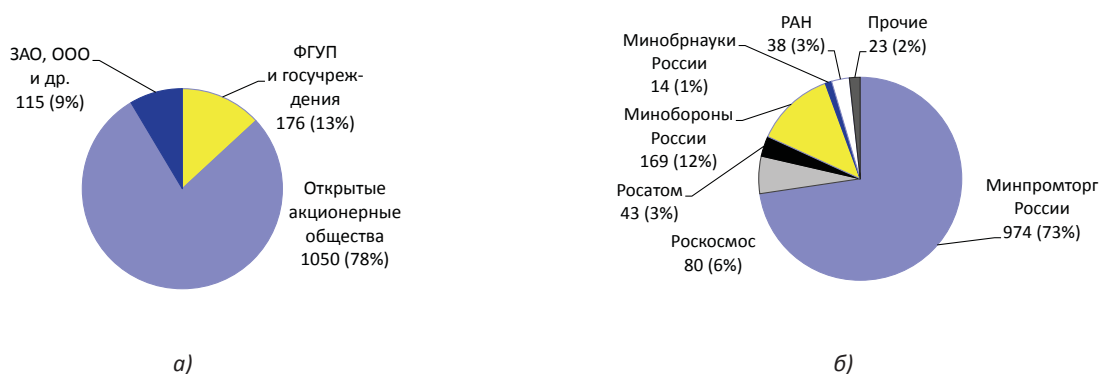 ЗАО, ООО
и др.
115 (9%)
ФГУП
и госучреж-
дения
176 (13%)
Открытые
акционерные
общества
1050 (78%)
а)
РАН
38 (3%)
Прочие
23 (2%)
Минобрнауки
России
14 (1%)
Минобороны
России
169 (12%)
Росатом
43 (3%)
Роскосмос
80 (6%)
Минпромторг
России
974 (73%)
б)